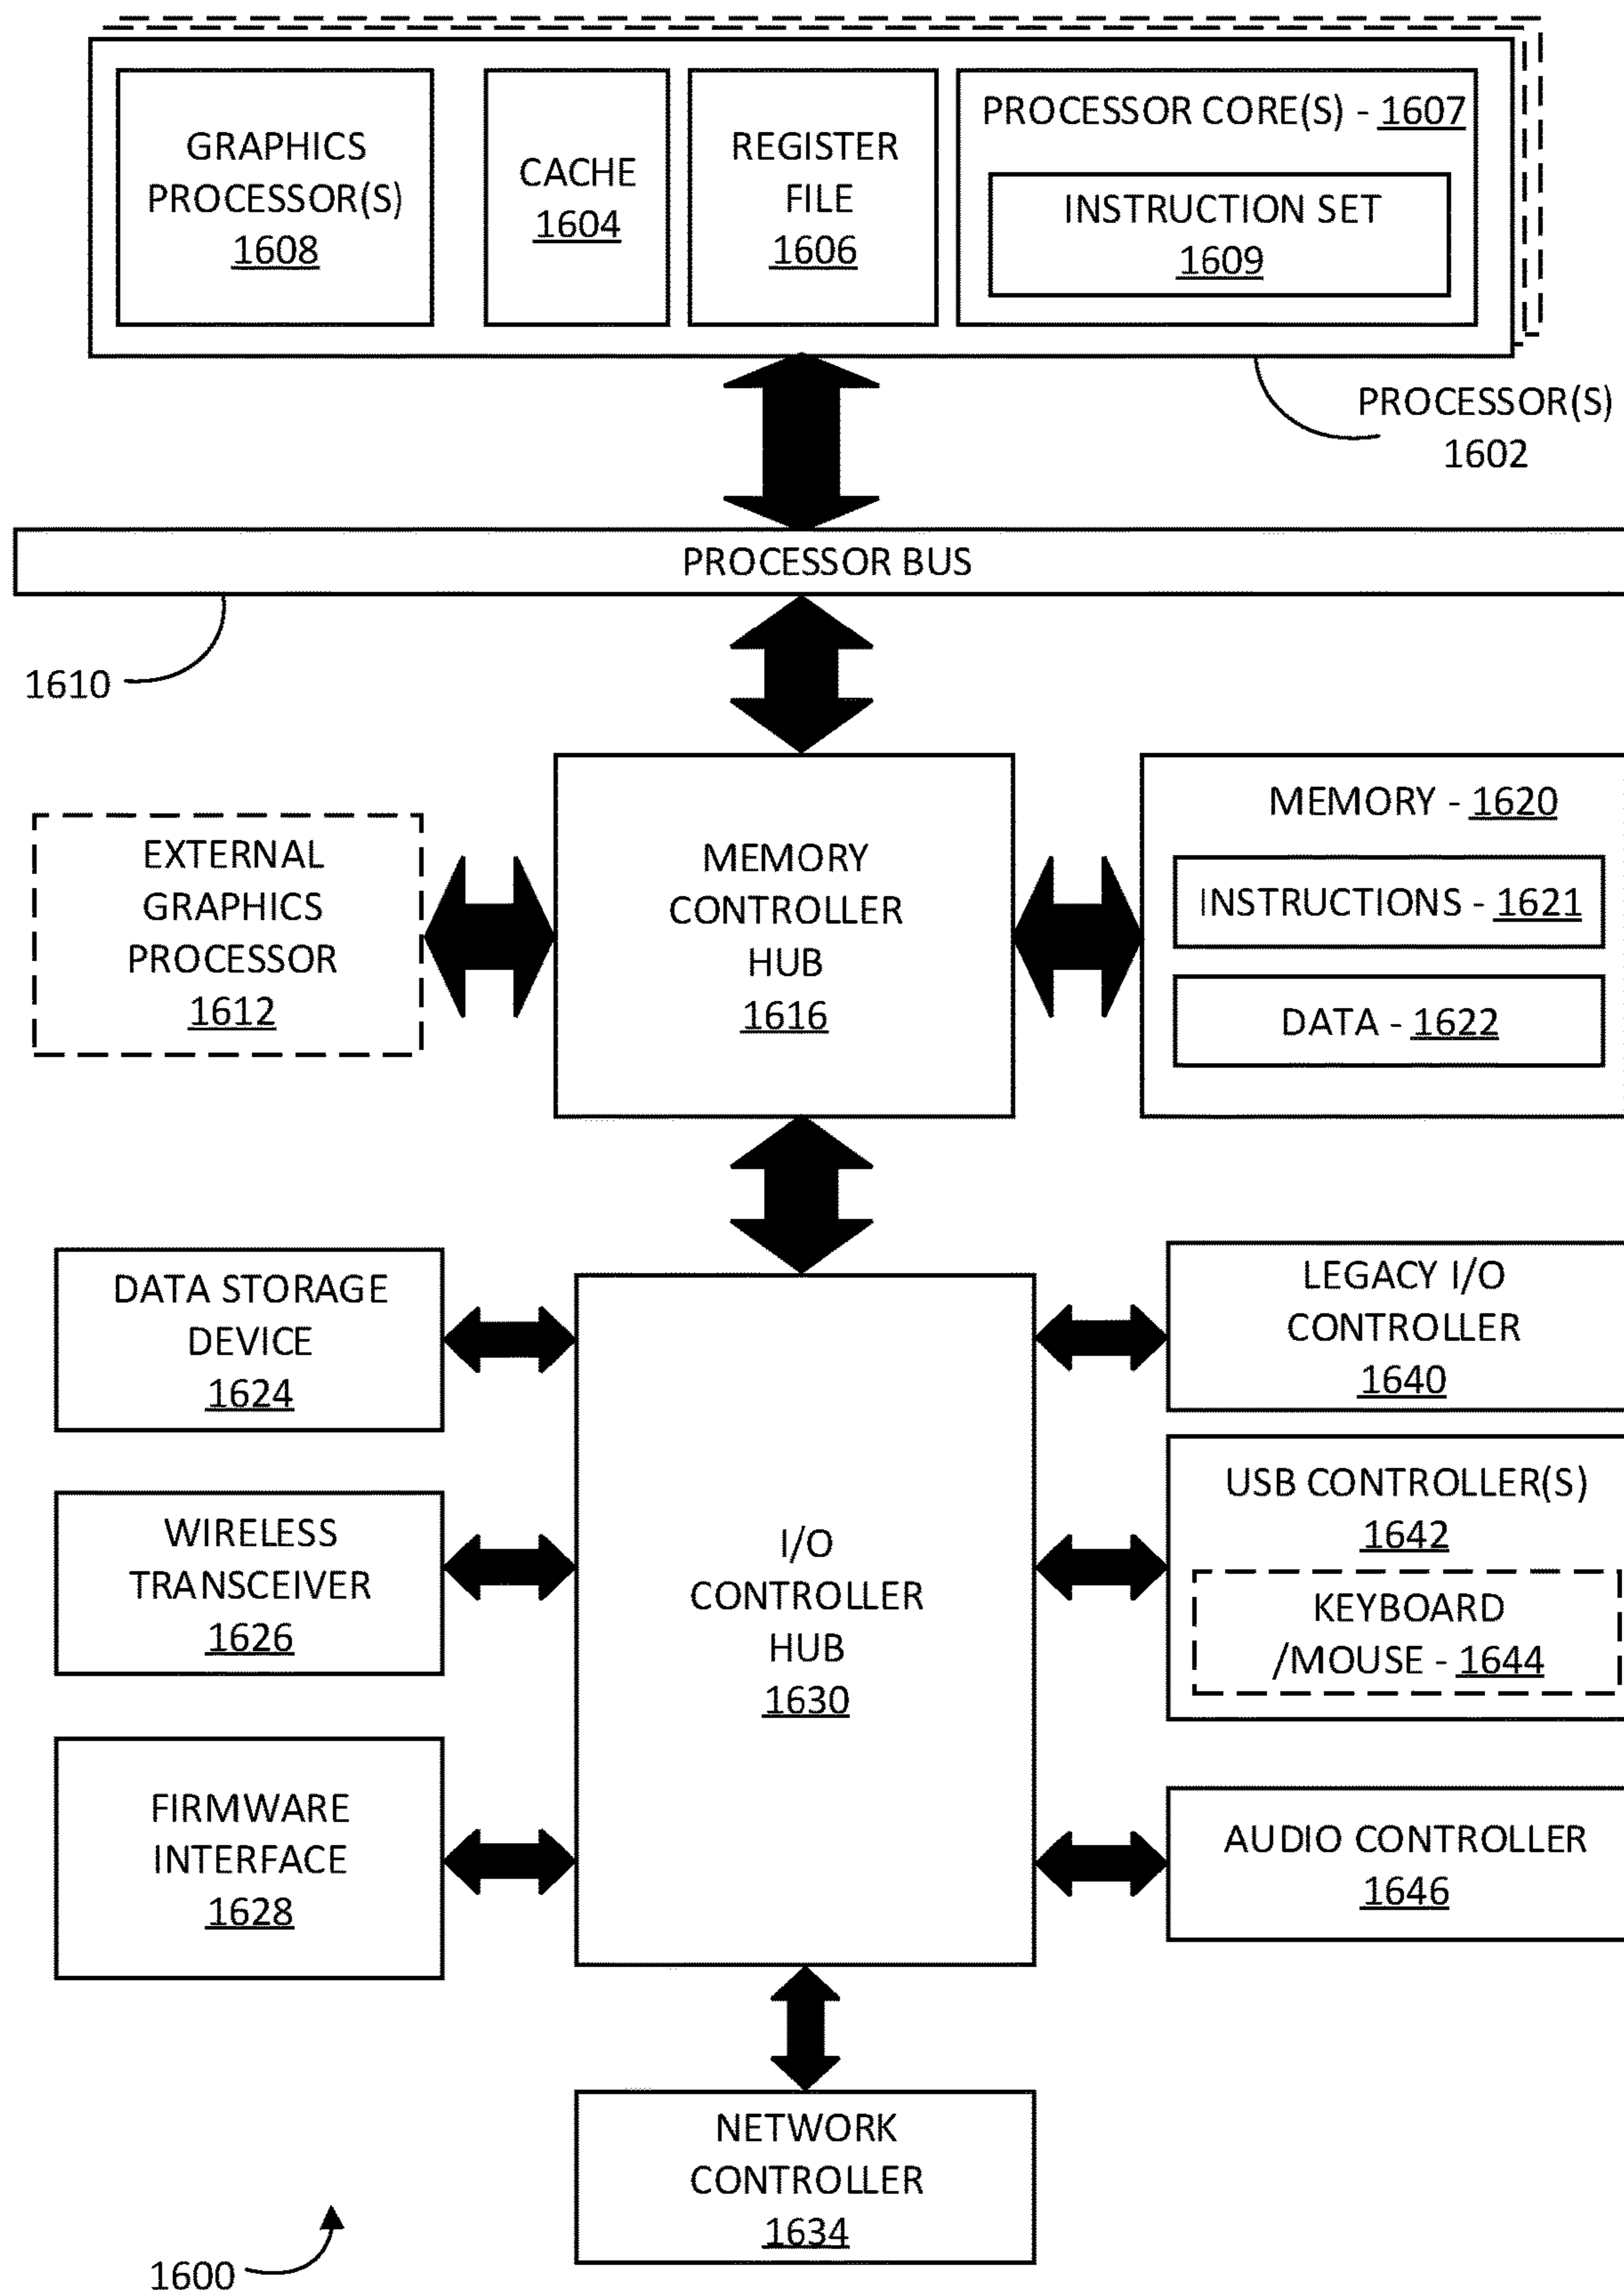 GRAPHICS
PROCESSOR(S)
1608
CACHE
1604
REGISTER
FILE
1606
PROCESSOR CORE(S) - 1607
INSTRUCTION SET
1609
PROCESSOR(S)
1602
PROCESSOR BUS
1610
EXTERNAL
GRAPHICS
PROCESSOR
1612
MEMORY
CONTROLLER
HUB
1616
MEMORY - 1620
INSTRUCTIONS - 1621
DATA - 1622
DATA STORAGE
DEVICE
1624
WIRELESS
TRANSCEIVER
1626
FIRMWARE
INTERFACE
1628
I/O
CONTROLLER
HUB
1630
LEGACY I/O
CONTROLLER
1640
USB CONTROLLER(S)
1642
KEYBOARD
/MOUSE - 1644
AUDIO CONTROLLER
1646
NETWORK
CONTROLLER
1634
1600